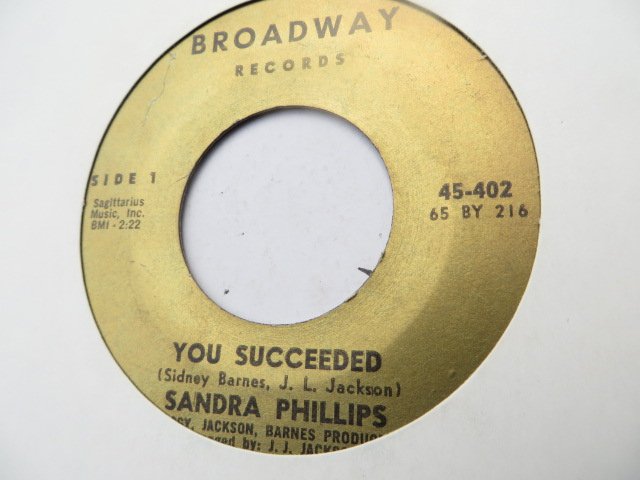 BROADWAY
RECORDS
SIDE 1
Sagittarius
Music, Inc.
BMI - 2:22
45-402
65 BY 216
YOU SUCCEEDED
(Sidney Barnes, J. L. Jackson)
SANDRA PHILLIPS
JACKSON, BARNES
by: J. J.